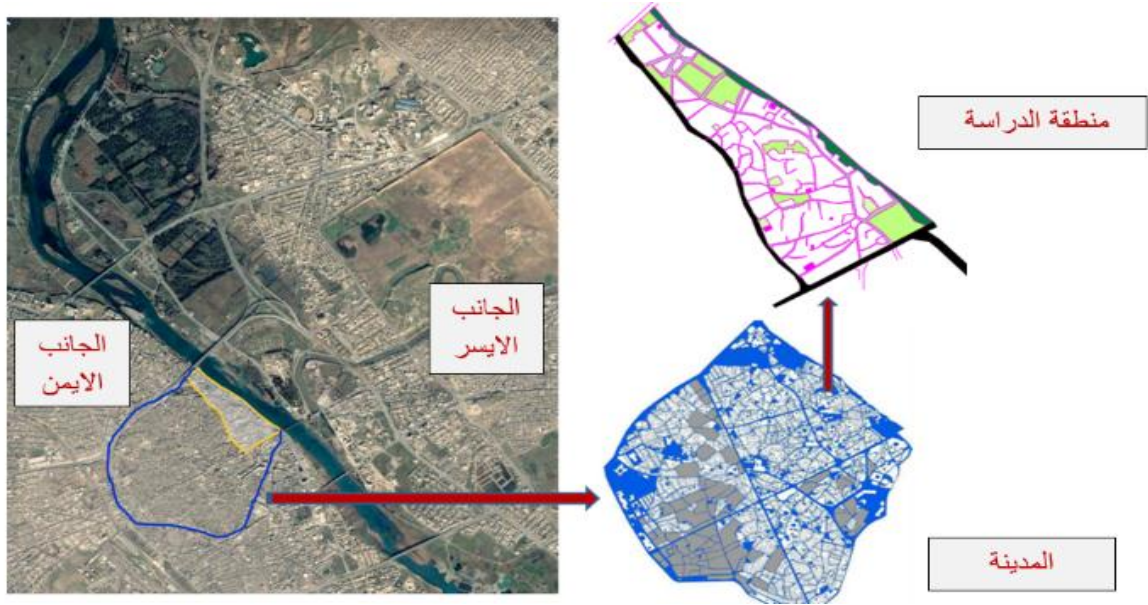 منطقة الدراسة
الجانب
الايسر
الجانب
الايمن
المدينة